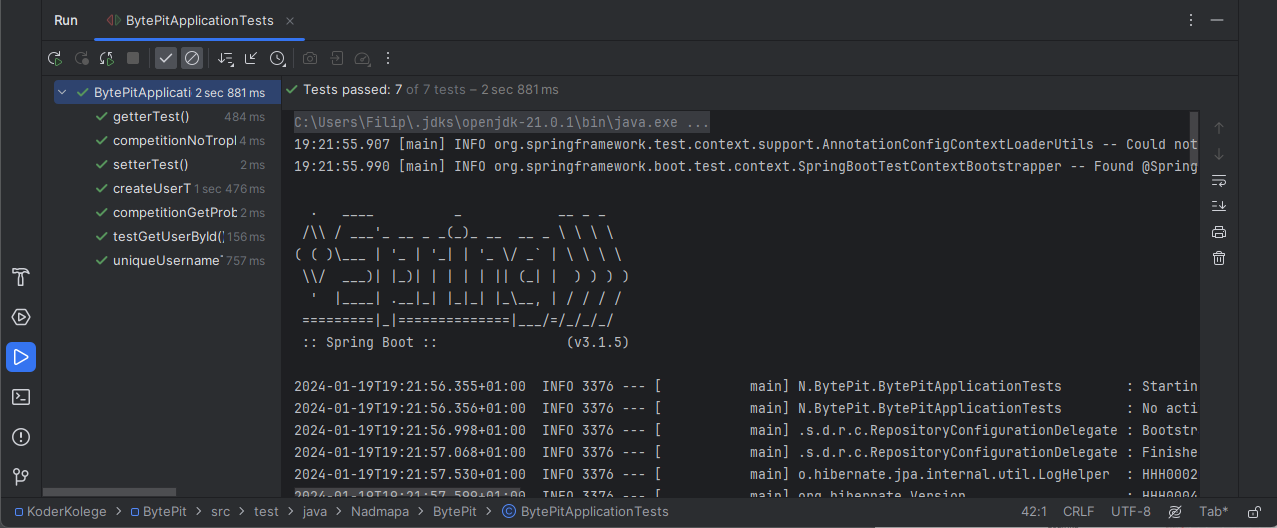 Run BytePitApplicationTests
BytePitApplicati 2 sec 881 ms
getterTest() 484 ms
competitionNoTropl 4 ms
setterTest() 2 ms
createUserT 1 sec 476 ms
competitionGetProb 2 ms
testGetUserById() 156 ms
uniqueUsername 757 ms
Tests passed: 7 of 7 tests – 2 sec 881 ms
C:\Users\Filip\.jdks\openjdk-21.0.1\bin\java.exe ...
19:21:55.907 [main] INFO org.springframework.test.context.support.AnnotationConfigContextLoaderUtils -- Could not
19:21:55.990 [main] INFO org.springframework.boot.test.context.SpringBootTestContextBootstrapper -- Found @Spring
  .   ____          _            __ _ _
 /\\ / ___'_ __ _ _(_)_ __  __ _ \ \ \ \
( ( )\___ | '_ | '_| | '_ \/ _` | \ \ \ \
 \\/  ___)| |_)| | | | | || (_| |  ) ) ) )
  '  |____| .__|_| |_|_| |_\__, | / / / /
 =========|_|==============|___/=/_/_/_/
:: Spring Boot :: (v3.1.5)
2024-01-19T19:21:56.355+01:00  INFO 3376 --- [           main] N.BytePit.BytePitApplicationTests        : Startin
2024-01-19T19:21:56.356+01:00  INFO 3376 --- [           main] N.BytePit.BytePitApplicationTests        : No acti
2024-01-19T19:21:56.998+01:00  INFO 3376 --- [           main] .s.d.r.c.RepositoryConfigurationDelegate : Bootstr
2024-01-19T19:21:57.068+01:00  INFO 3376 --- [           main] .s.d.r.c.RepositoryConfigurationDelegate : Finishe
2024-01-19T19:21:57.530+01:00  INFO 3376 --- [           main] o.hibernate.jpa.internal.util.LogHelper  : HHH0002
2024-01-19T19:21:57.589+01:00  INFO 3376 --- [           main] org.hibernate.Version                    : HHH0004
KoderKolege > BytePit > src > test > java > Nadmapa > BytePit > BytePitApplicationTests 42:1 CRLF UTF-8 Tab*